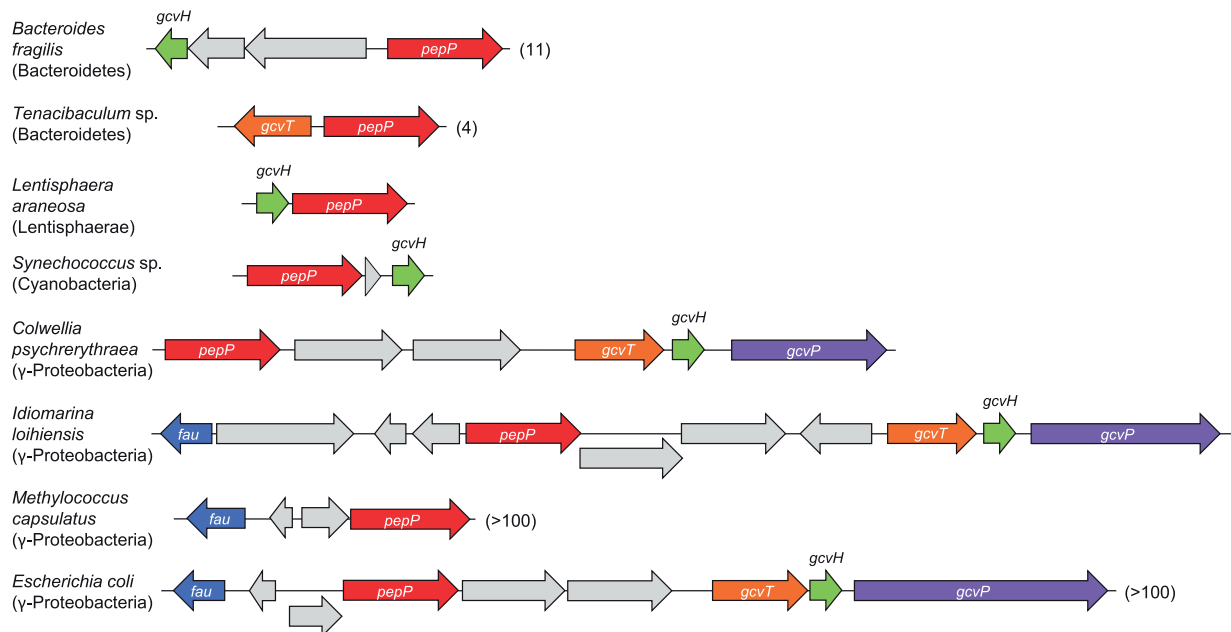 gcvH
Bacteroides
fragilis
(Bacteroidetes)
pepP
(11)
Tenacibaculum sp.
(Bacteroidetes)
gcvT
pepP
(4)
Lentisphaera
araneosa
(Lentisphaerae)
gcvH
pepP
Synechococcus sp.
(Cyanobacteria)
pepP
gcvH
Colwellia
psychrerythraea
(γ-Proteobacteria)
pepP
gcvT
gcvH
gcvP
Idiomarina
loihiensis
(γ-Proteobacteria)
fau
pepP
gcvT
gcvH
gcvP
Methylococcus
capsulatus
(γ-Proteobacteria)
fau
pepP
(>100)
Escherichia coli
(γ-Proteobacteria)
fau
pepP
gcvT
gcvH
gcvP
(>100)